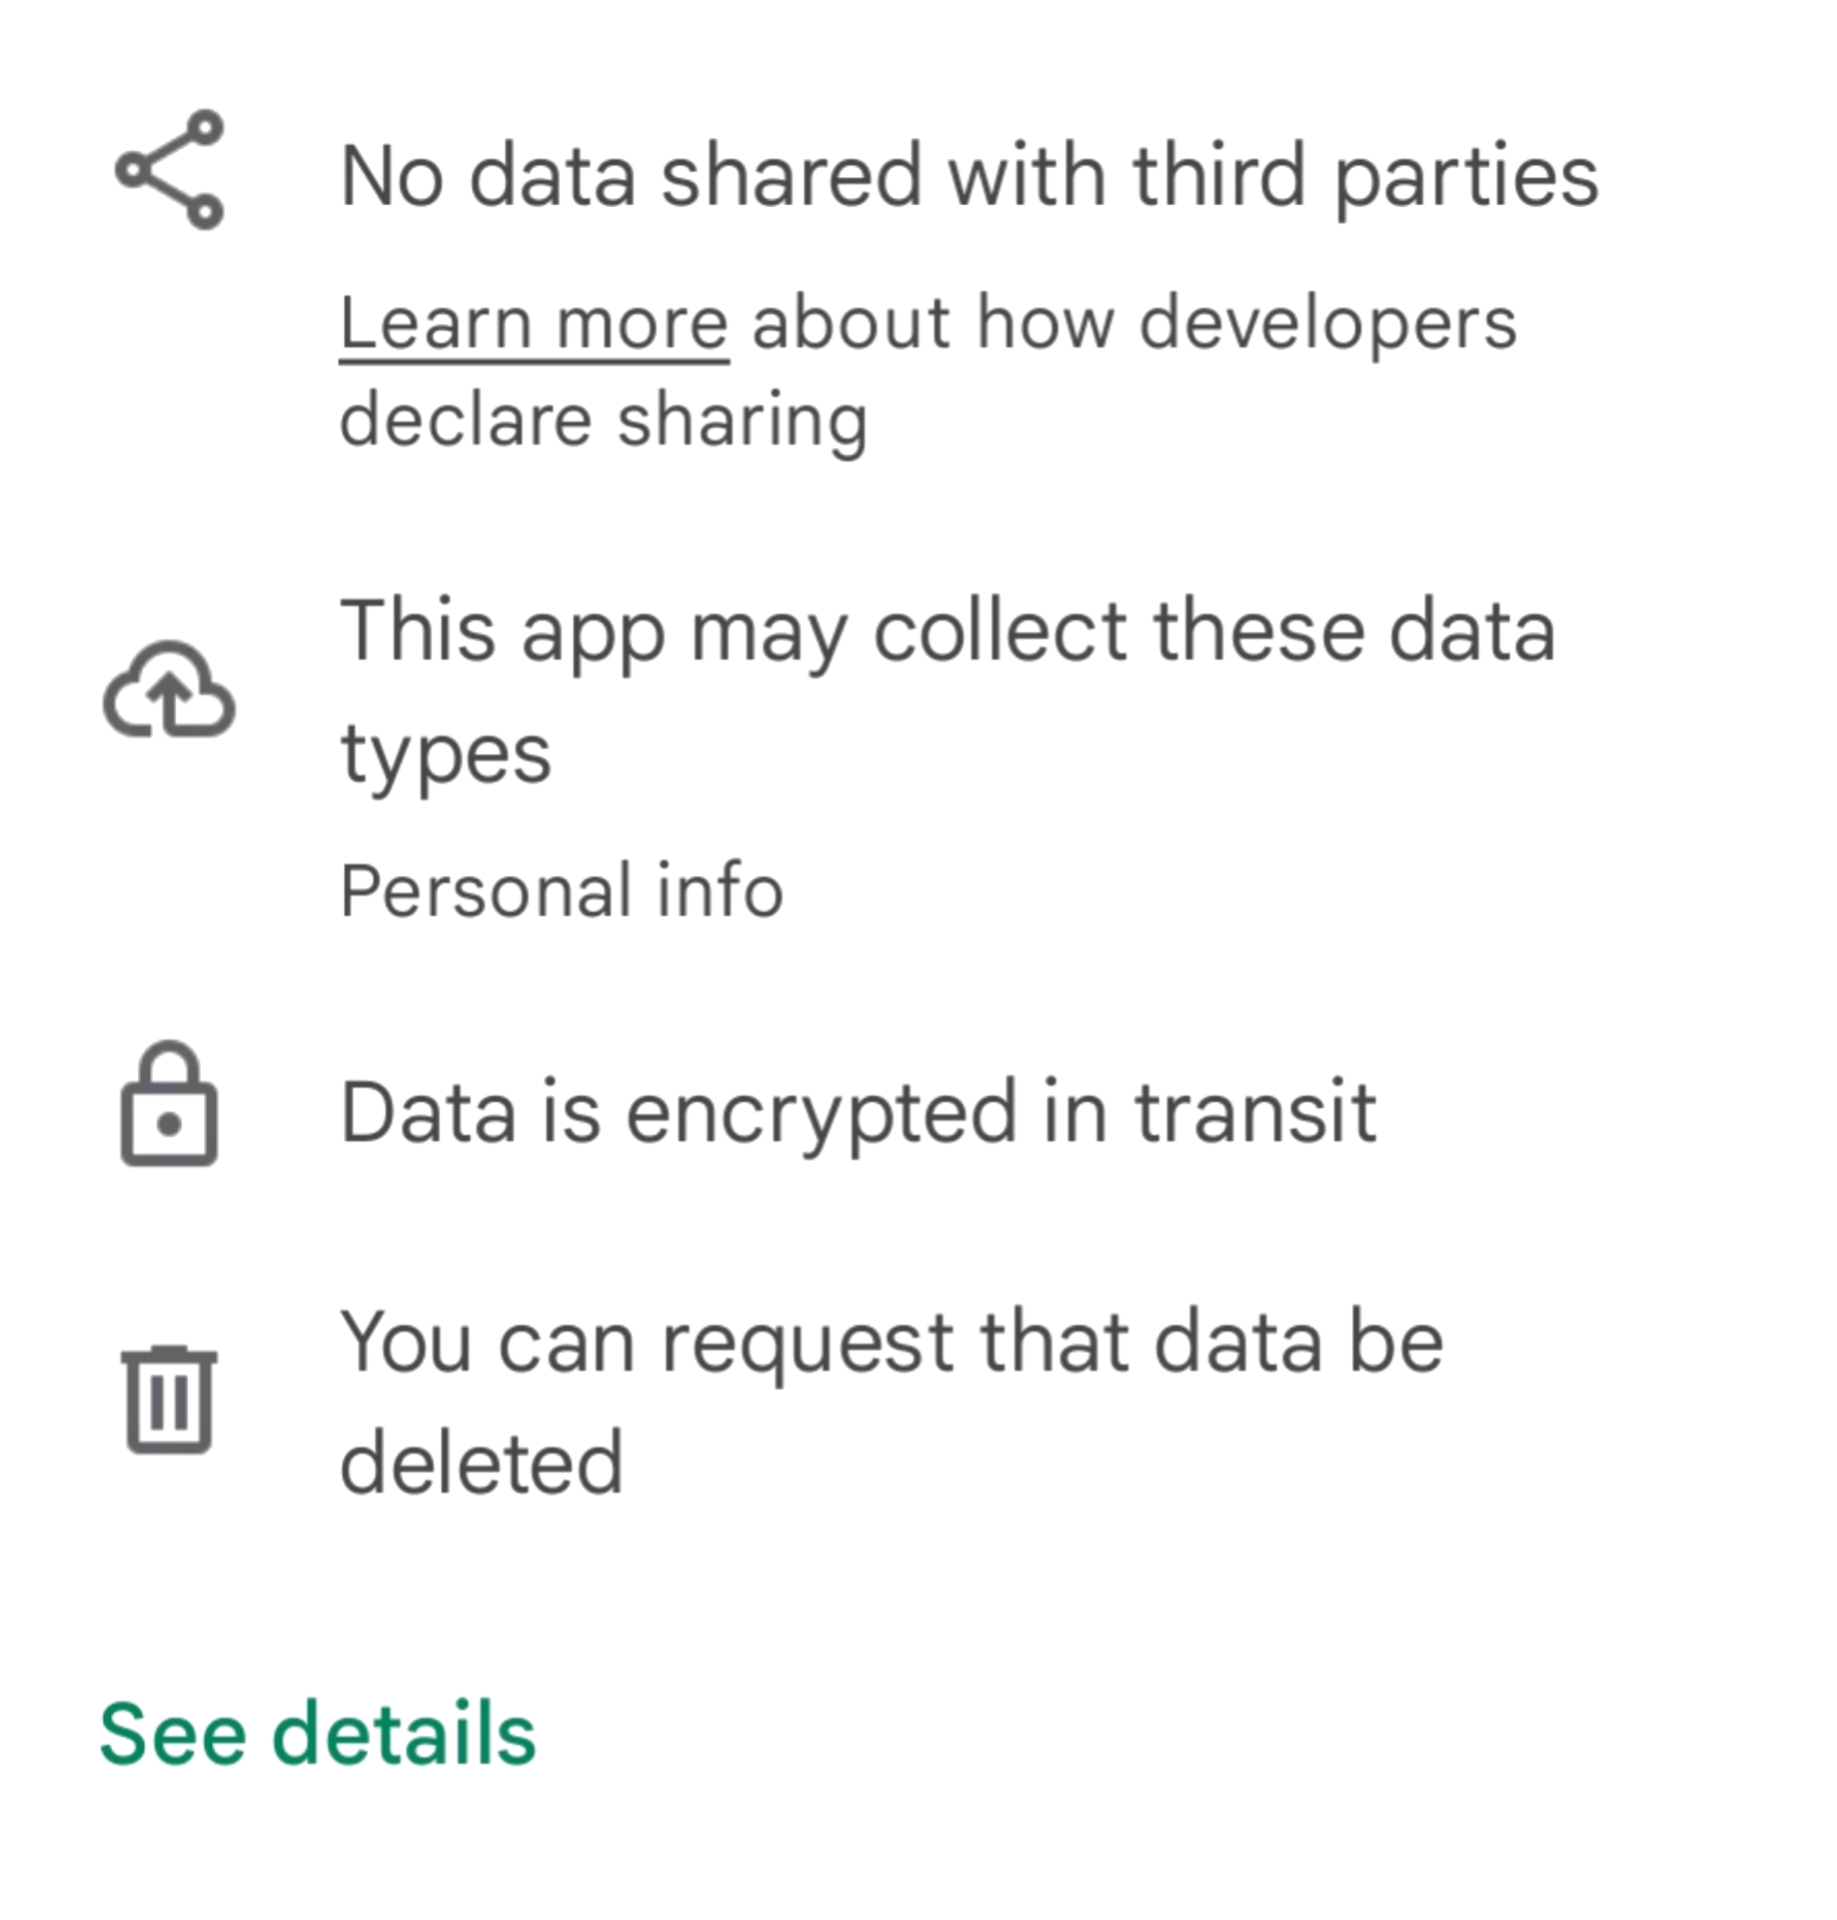 No data shared with third parties
Learn more about how developers
declare sharing
This app may collect these data
types
Personal info
Data is encrypted in transit
You can request that data be
deleted
See details